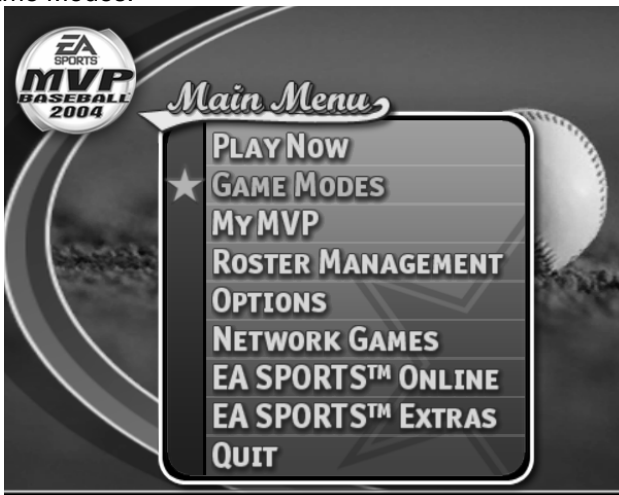 EA
SPORTS
MVP
BASEBALL
2004
Main Menu
PLAY NOW
GAME MODES
MY MVP
ROSTER MANAGEMENT
OPTIONS
NETWORK GAMES
EA SPORTS™ ONLINE
EA SPORTS™ EXTRAS
QUIT